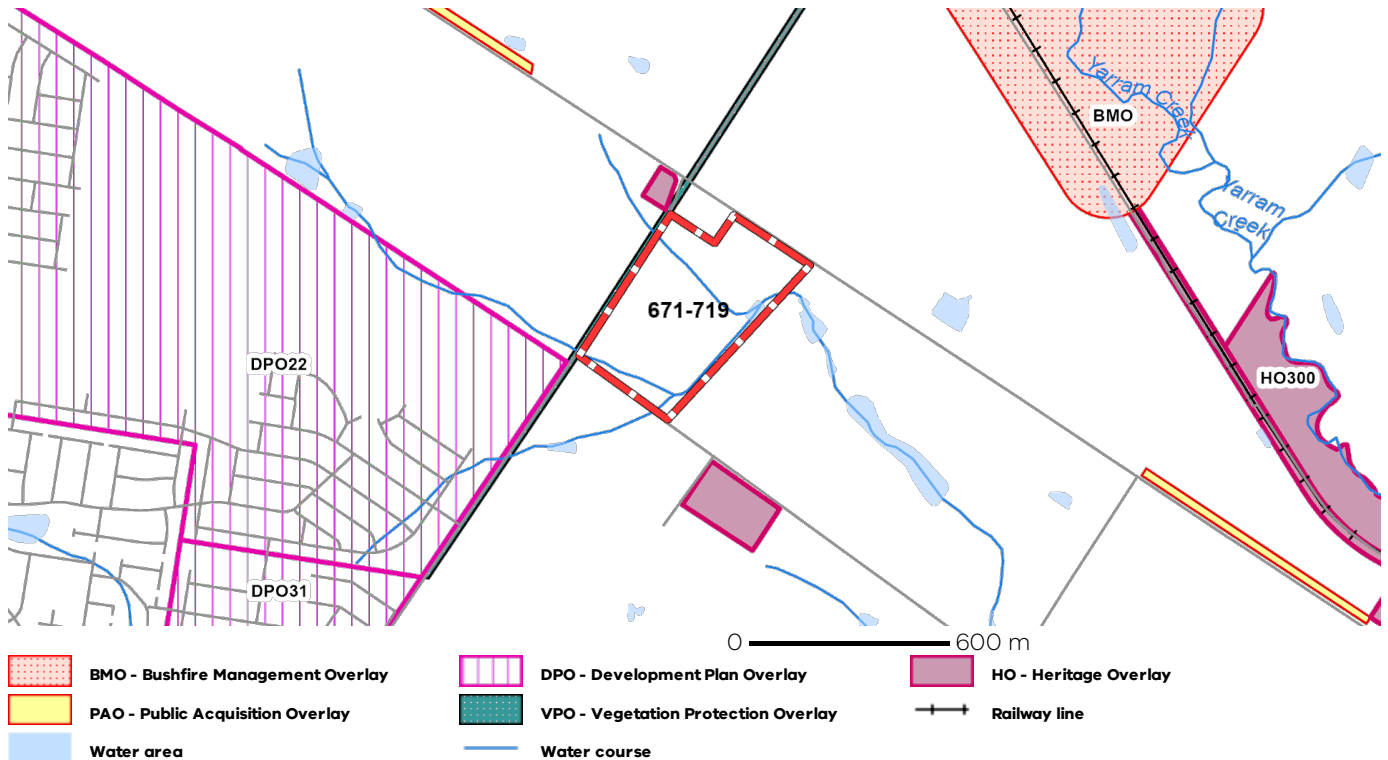 Yarram Creek
BMO
Yarram
Creek
671-719
DPO22
HO300
DPO31
0 600 m
BMO - Bushfire Management Overlay
DPO - Development Plan Overlay
HO - Heritage Overlay
PAO - Public Acquisition Overlay
VPO - Vegetation Protection Overlay
Railway line
Water area
Water course